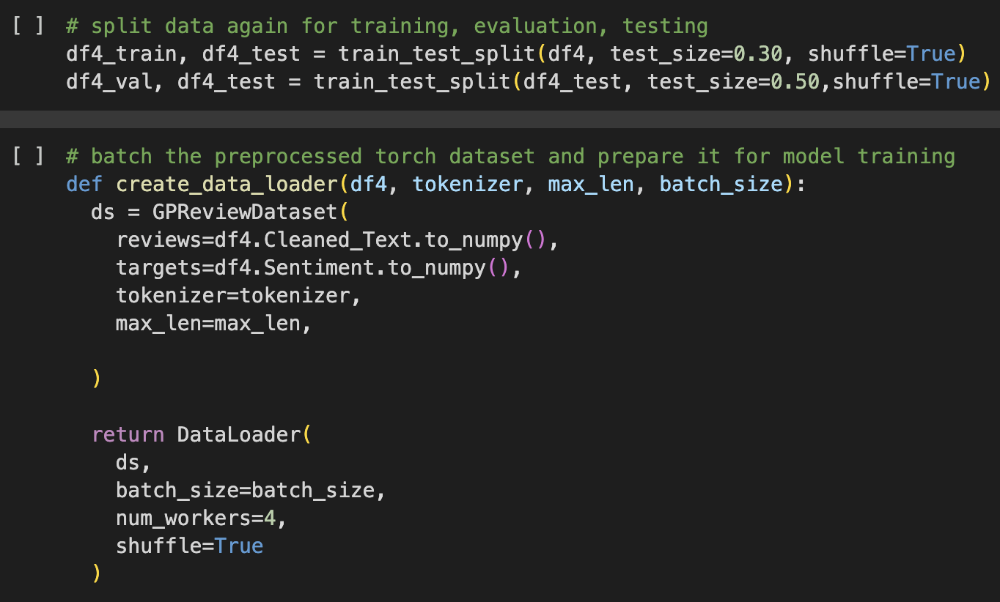 [ ] # split data again for training, evaluation, testing
df4_train, df4_test = train_test_split(df4, test_size=0.30, shuffle=True)
df4_val, df4_test = train_test_split(df4_test, test_size=0.50,shuffle=True)
[ ] # batch the preprocessed torch dataset and prepare it for model training
def create_data_loader(df4, tokenizer, max_len, batch_size):
  ds = GPReviewDataset(
    reviews=df4.Cleaned_Text.to_numpy(),
    targets=df4.Sentiment.to_numpy(),
    tokenizer=tokenizer,
    max_len=max_len,
  )
  return DataLoader(
    ds,
    batch_size=batch_size,
    num_workers=4,
    shuffle=True
  )